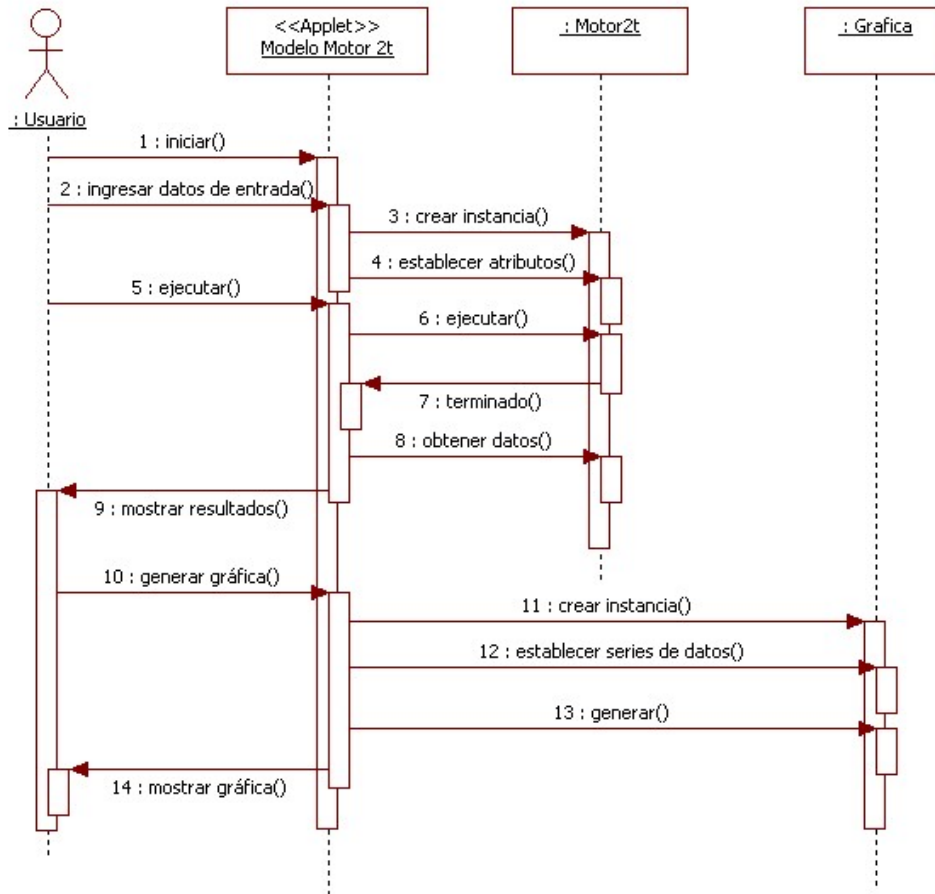 <<Applet>>
Modelo Motor 2t
: Motor2t
: Grafica
: Usuario
1 : iniciar()
2 : ingresar datos de entrada()
3 : crear instancia()
4 : establecer atributos()
5 : ejecutar()
6 : ejecutar()
7 : terminado()
8 : obtener datos()
9 : mostrar resultados()
10 : generar gráfica()
11 : crear instancia()
12 : establecer series de datos()
13 : generar()
14 : mostrar gráfica()